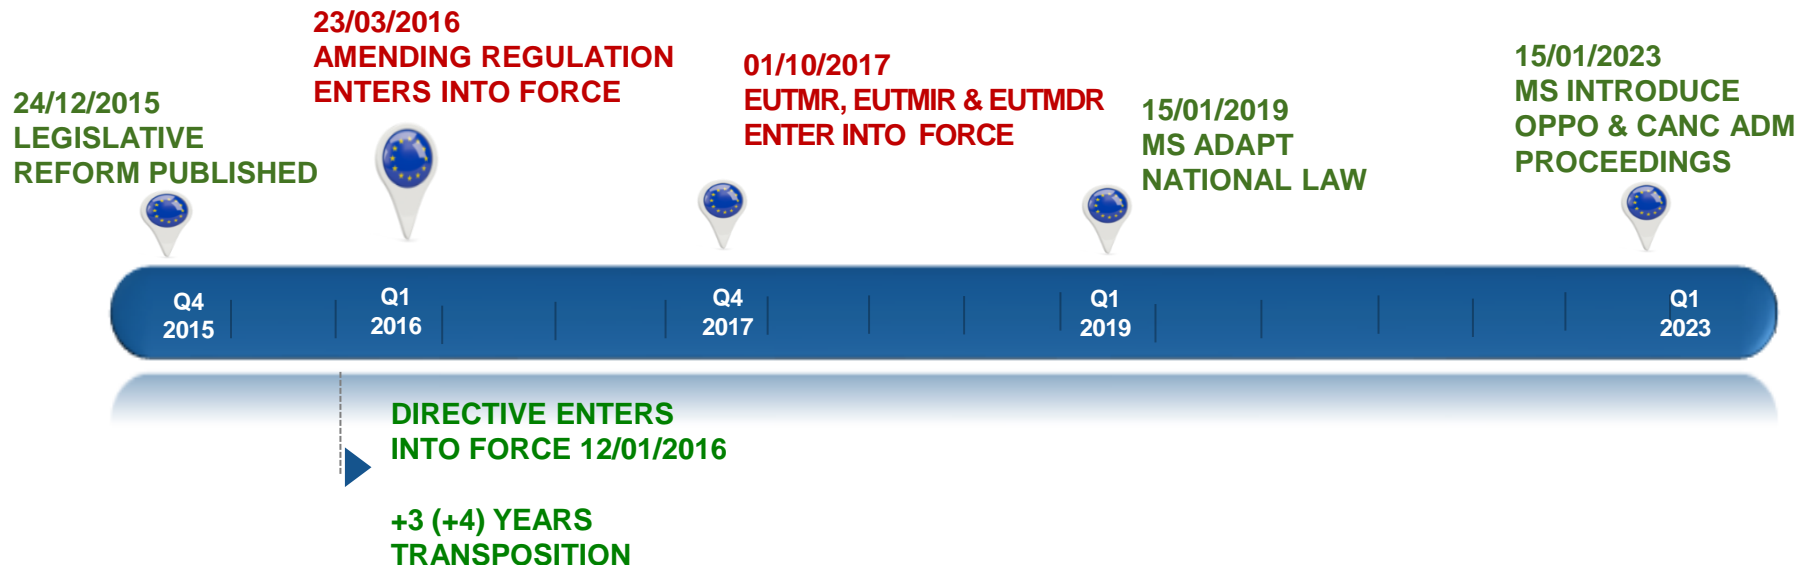 24/12/2015
LEGISLATIVE
REFORM PUBLISHED
23/03/2016
AMENDING REGULATION
ENTERS INTO FORCE
01/10/2017
EUTMR, EUTMIR & EUTMDR
ENTER INTO FORCE
15/01/2019
MS ADAPT
NATIONAL LAW
15/01/2023
MS INTRODUCE
OPPO & CANC ADM
PROCEEDINGS
Q4
2015
Q1
2016
Q4
2017
Q1
2019
Q1
2023
DIRECTIVE ENTERS
INTO FORCE 12/01/2016
+3 (+4) YEARS
TRANSPOSITION